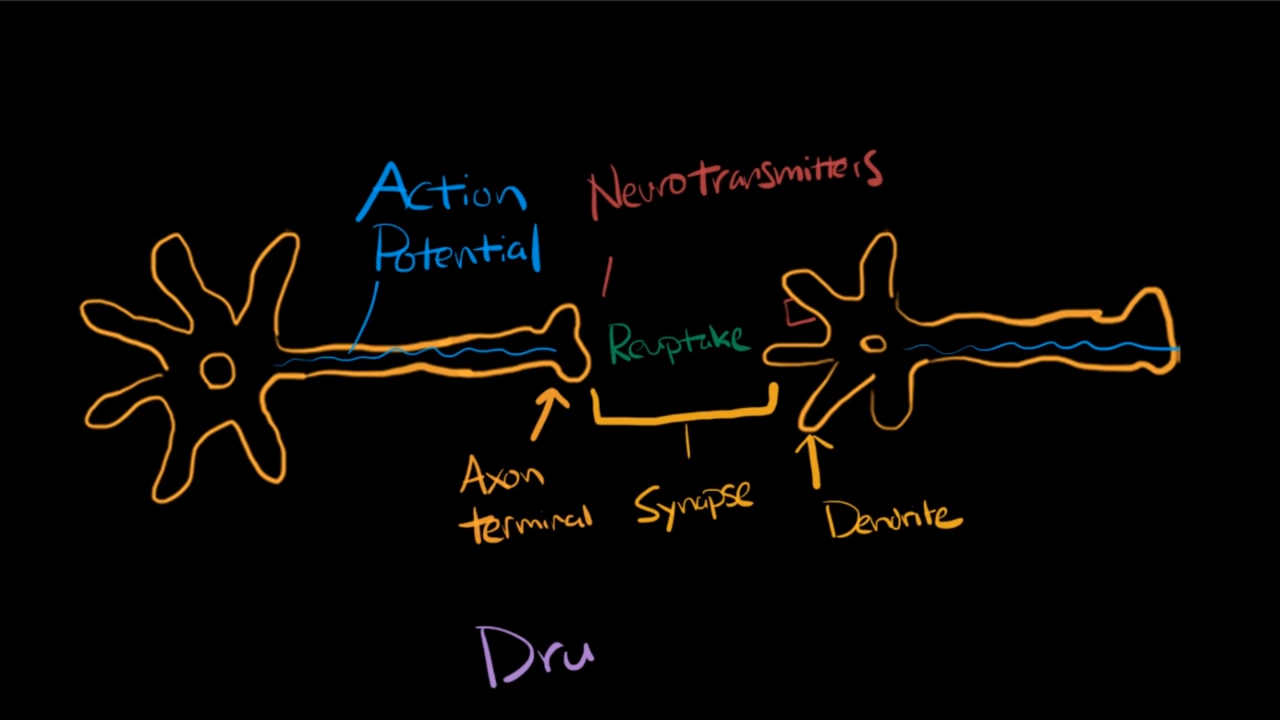 Action
Potential
Neurotransmitters
Reuptake
Axon
terminal
Synapse
Dendrite
Dru